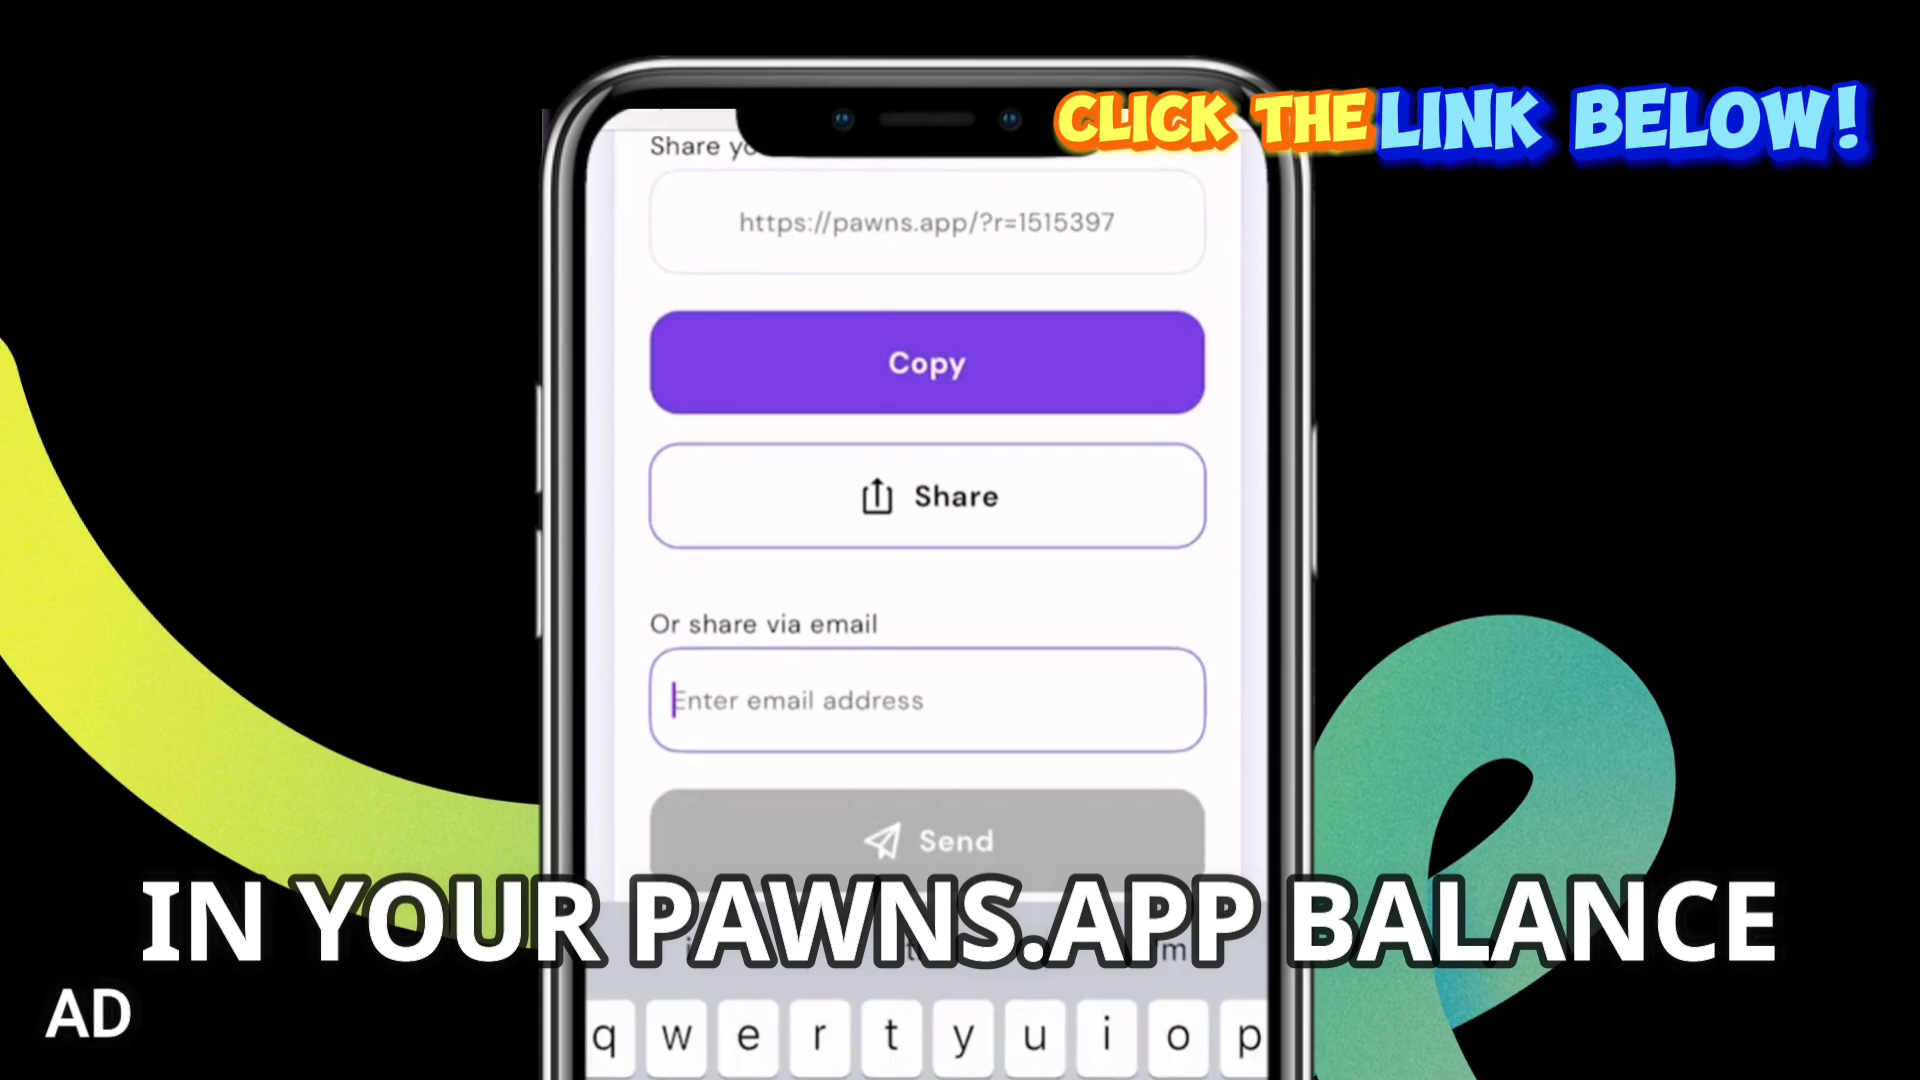 CLICK THE LINK BELOW!
Share yo
https://pawns.app/?r=1515397
Copy
Share
Or share via email
Enter email address
Send
IN YOUR PAWNS.APP BALANCE
AD
q w e r t y u i o p